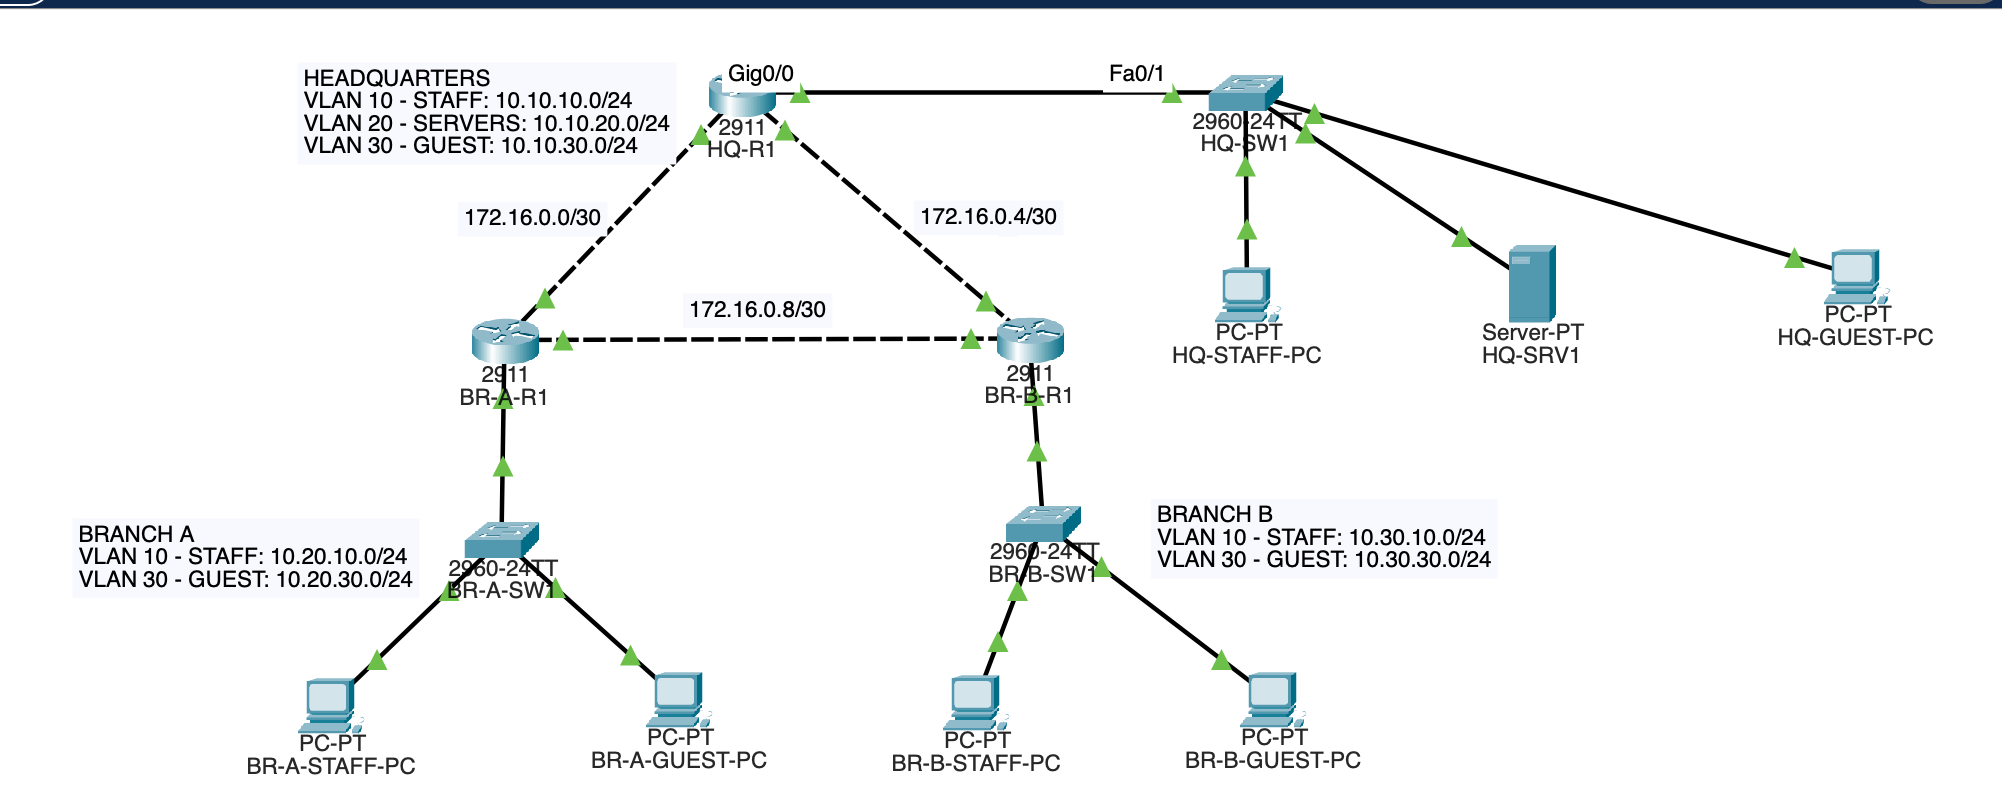 HEADQUARTERS
VLAN 10 - STAFF: 10.10.10.0/24
VLAN 20 - SERVERS: 10.10.20.0/24
VLAN 30 - GUEST: 10.10.30.0/24
Gig0/0
Fa0/1
2911
HQ-R1
2960-24TT
HQ-SW1
172.16.0.0/30
172.16.0.4/30
172.16.0.8/30
PC-PT
HQ-STAFF-PC
Server-PT
HQ-SRV1
PC-PT
HQ-GUEST-PC
2911
BR-A-R1
2911
BR-B-R1
BRANCH A
VLAN 10 - STAFF: 10.20.10.0/24
VLAN 30 - GUEST: 10.20.30.0/24
2960-24TT
BR-A-SW1
2960-24TT
BR-B-SW1
BRANCH B
VLAN 10 - STAFF: 10.30.10.0/24
VLAN 30 - GUEST: 10.30.30.0/24
PC-PT
BR-A-STAFF-PC
PC-PT
BR-A-GUEST-PC
PC-PT
BR-B-STAFF-PC
PC-PT
BR-B-GUEST-PC